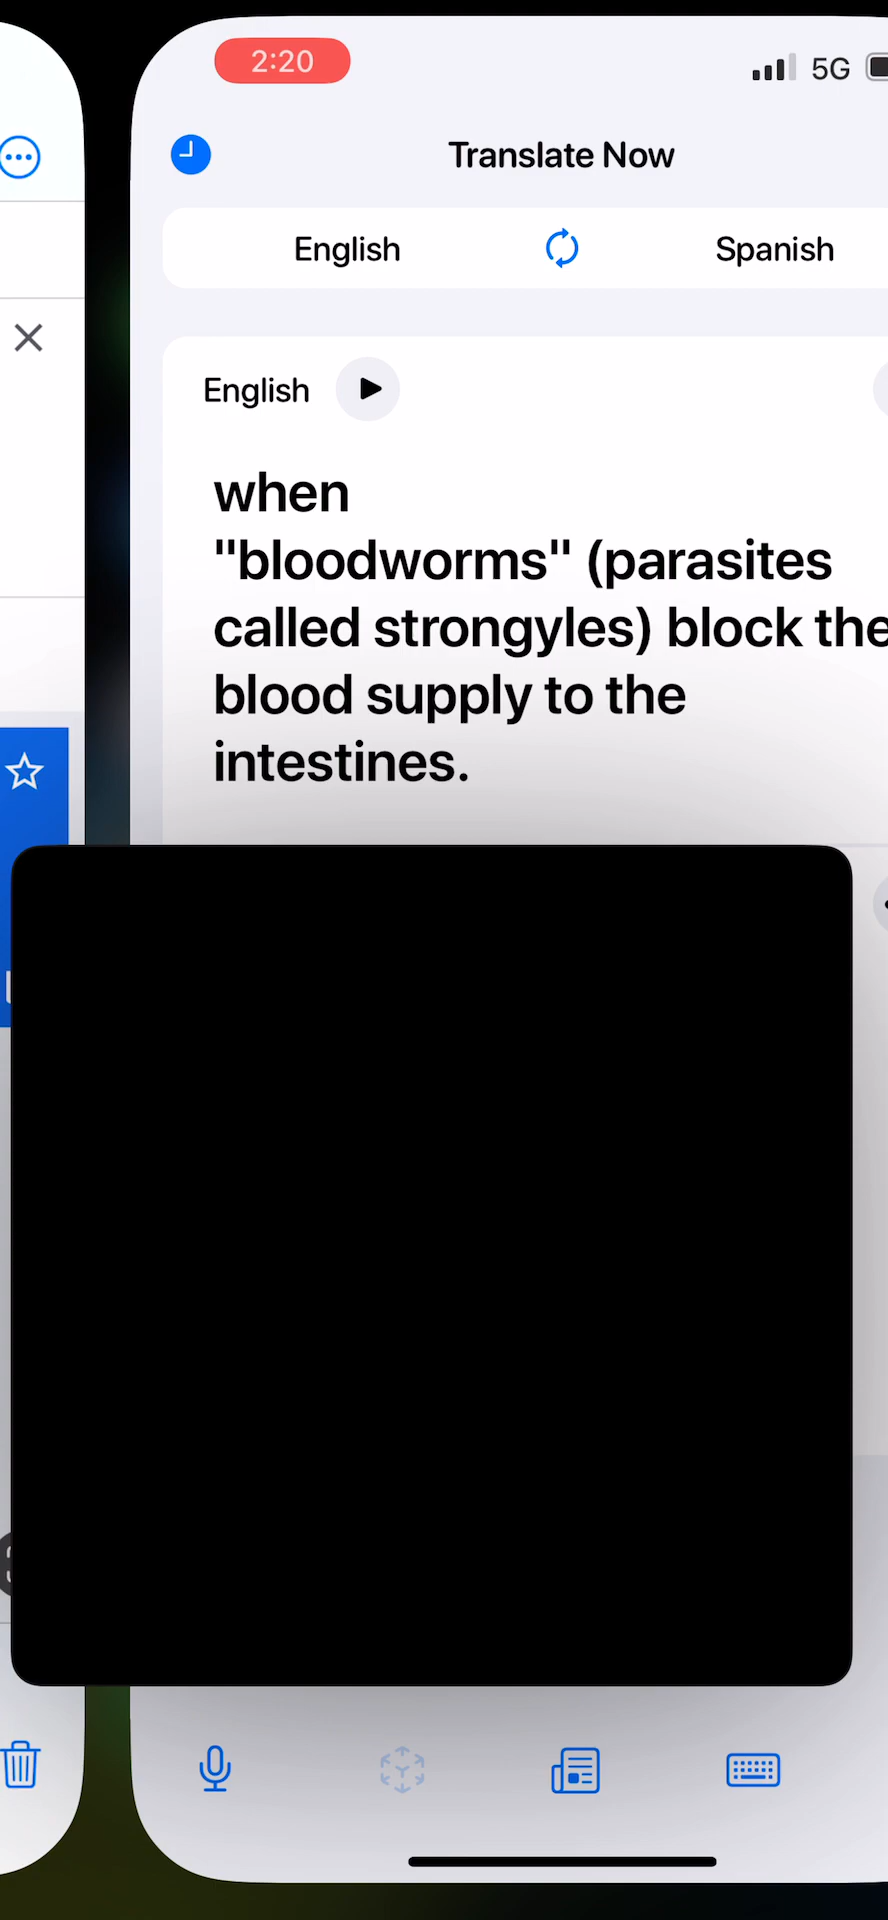 2:20
5G
Translate Now
English
Spanish
English
when
"bloodworms" (parasites
called strongyles) block the
blood supply to the
intestines.